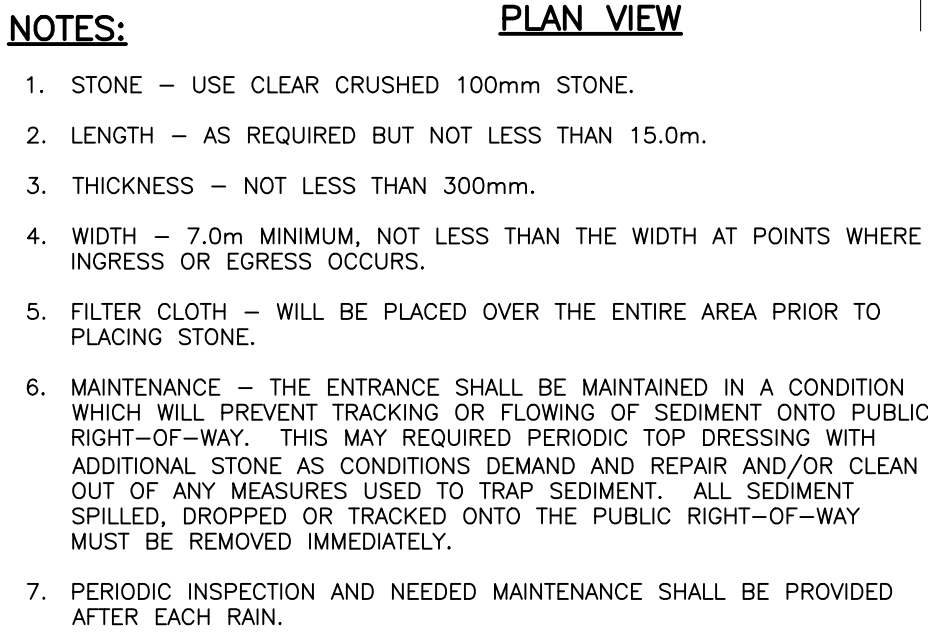 PLAN VIEW
NOTES:
1. STONE – USE CLEAR CRUSHED 100mm STONE.
2. LENGTH – AS REQUIRED BUT NOT LESS THAN 15.0m.
3. THICKNESS – NOT LESS THAN 300mm.
4. WIDTH – 7.0m MINIMUM, NOT LESS THAN THE WIDTH AT POINTS WHERE
INGRESS OR EGRESS OCCURS.
5. FILTER CLOTH – WILL BE PLACED OVER THE ENTIRE AREA PRIOR TO
PLACING STONE.
6. MAINTENANCE – THE ENTRANCE SHALL BE MAINTAINED IN A CONDITION
WHICH WILL PREVENT TRACKING OR FLOWING OF SEDIMENT ONTO PUBLIC
RIGHT–OF–WAY. THIS MAY REQUIRED PERIODIC TOP DRESSING WITH
ADDITIONAL STONE AS CONDITIONS DEMAND AND REPAIR AND/OR CLEAN
OUT OF ANY MEASURES USED TO TRAP SEDIMENT. ALL SEDIMENT
SPILLED, DROPPED OR TRACKED ONTO THE PUBLIC RIGHT–OF–WAY
MUST BE REMOVED IMMEDIATELY.
7. PERIODIC INSPECTION AND NEEDED MAINTENANCE SHALL BE PROVIDED
AFTER EACH RAIN.